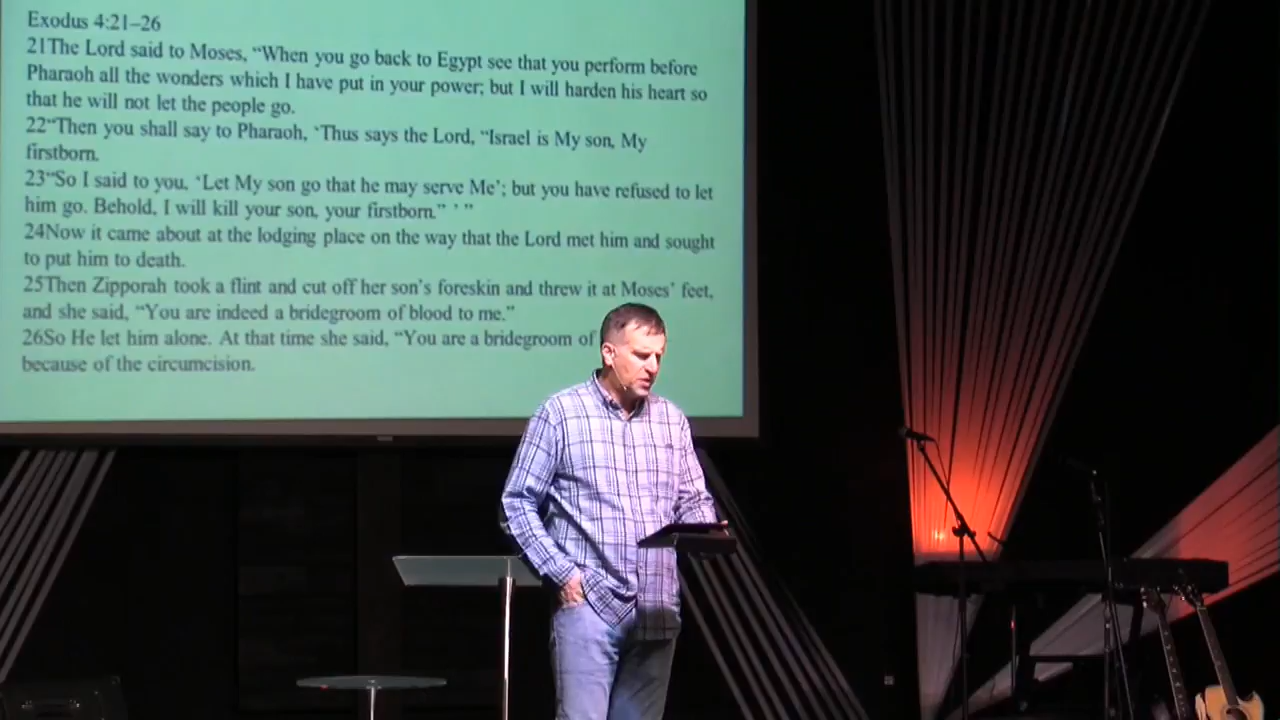 Exodus 4:21–26
21The Lord said to Moses, “When you go back to Egypt see that you perform before
Pharaoh all the wonders which I have put in your power; but I will harden his heart so
that he will not let the people go.
22“Then you shall say to Pharaoh, ‘Thus says the Lord, “Israel is My son, My
firstborn.
23“So I said to you, ‘Let My son go that he may serve Me’; but you have refused to let
him go. Behold, I will kill your son, your firstborn.” ’ ”
24Now it came about at the lodging place on the way that the Lord met him and sought
to put him to death.
25Then Zipporah took a flint and cut off her son’s foreskin and threw it at Moses’ feet,
and she said, “You are indeed a bridegroom of blood to me.”
26So He let him alone. At that time she said, “You are a bridegroom of
because of the circumcision.